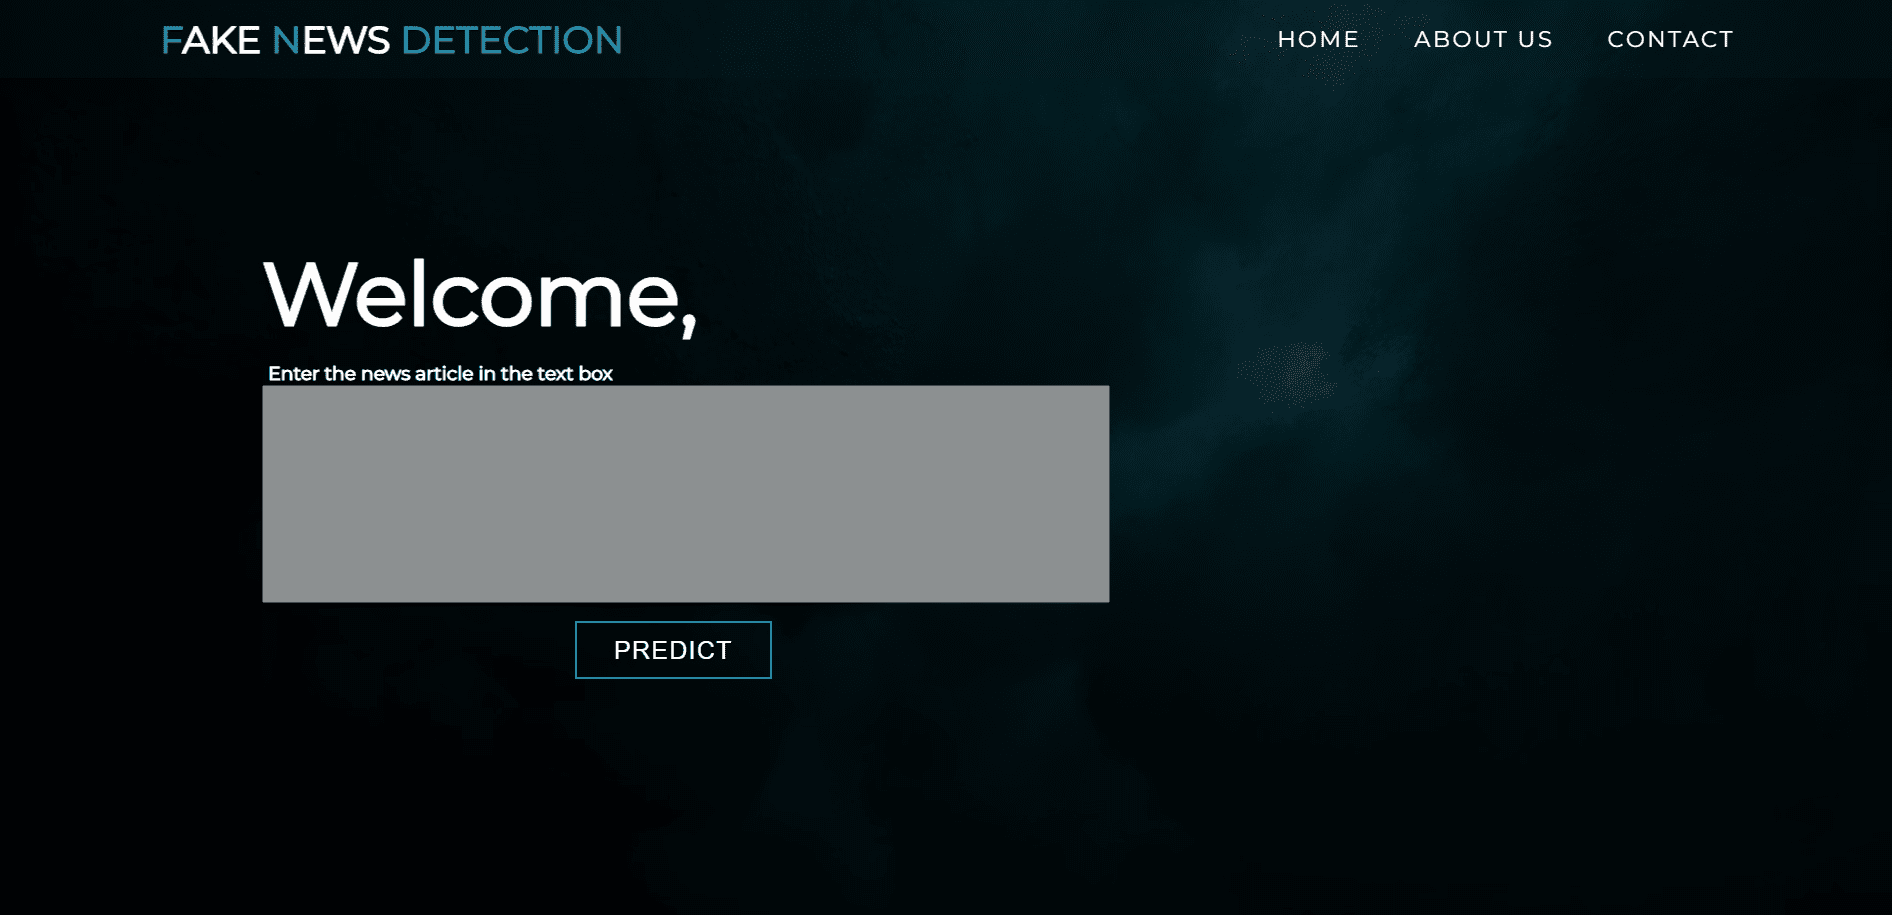 FAKE NEWS DETECTION
HOME ABOUT US CONTACT
Welcome,
Enter the news article in the text box
PREDICT